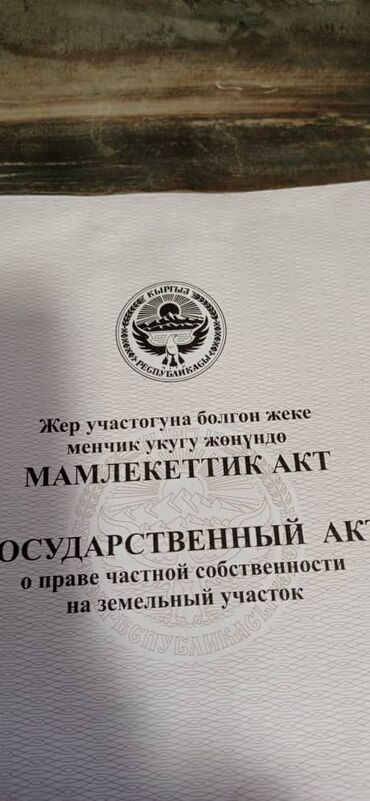 КЫРГЫЗ
РЕСПУБЛИКАСЫ
Жер участогуна болгон жеке
менчик укугу жөнүндө
МАМЛЕКЕТТИК АКТ
ОСУДАРСТВЕННЫЙ АКТ
о праве частной собственности
на земельный участок
РЕСПУБЛИКАСЫ